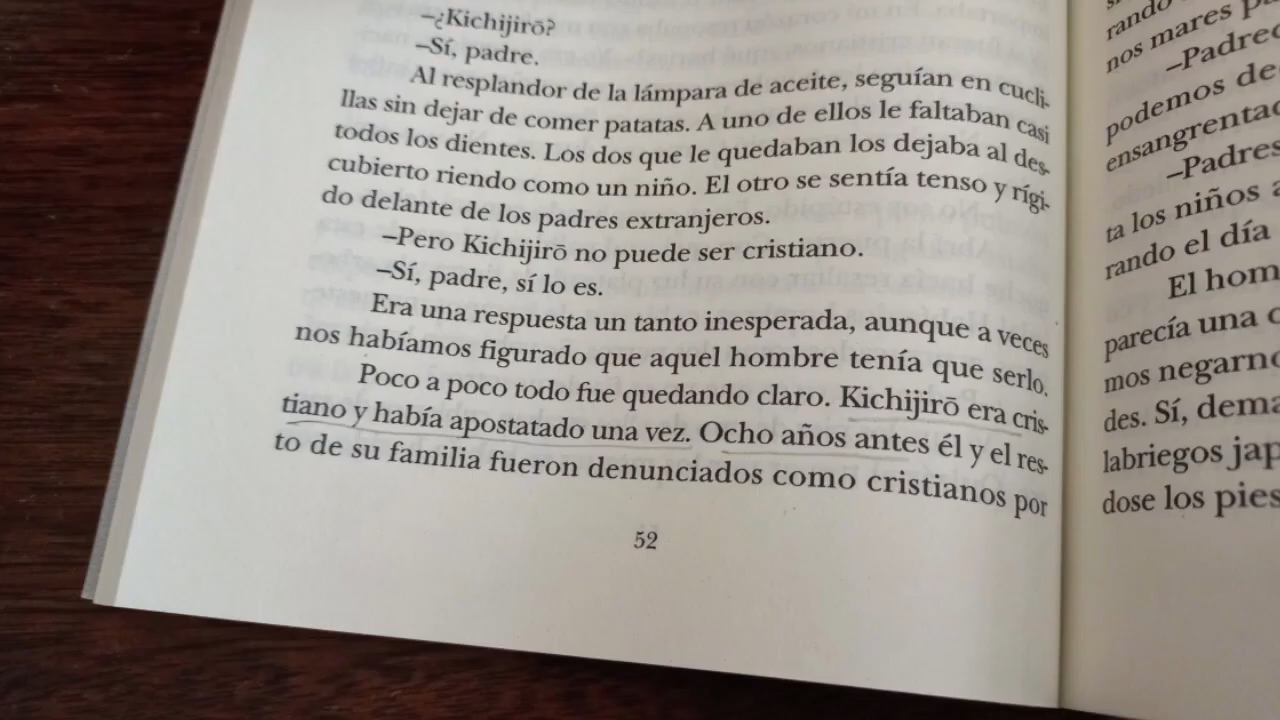 –¿Kichijirō?
–Sí, padre.
Al resplandor de la lámpara de aceite, seguían en cucli-
llas sin dejar de comer patatas. A uno de ellos le faltaban casi
todos los dientes. Los dos que le quedaban los dejaba al des-
cubierto riendo como un niño. El otro se sentía tenso y rígi-
do delante de los padres extranjeros.
–Pero Kichijirō no puede ser cristiano.
–Sí, padre, sí lo es.
Era una respuesta un tanto inesperada, aunque a veces
nos habíamos figurado que aquel hombre tenía que serlo.
Poco a poco todo fue quedando claro. Kichijirō era cris-
tiano y había apostatado una vez. Ocho años antes él y el res-
to de su familia fueron denunciados como cristianos por
52
rando
nos mares
–Padre
podemos de
ensangrenta
–Padres
ta los niños a
rando el día
El hom
parecía una
mos negarn
des. Sí, dema
labriegos jap
dose los pies